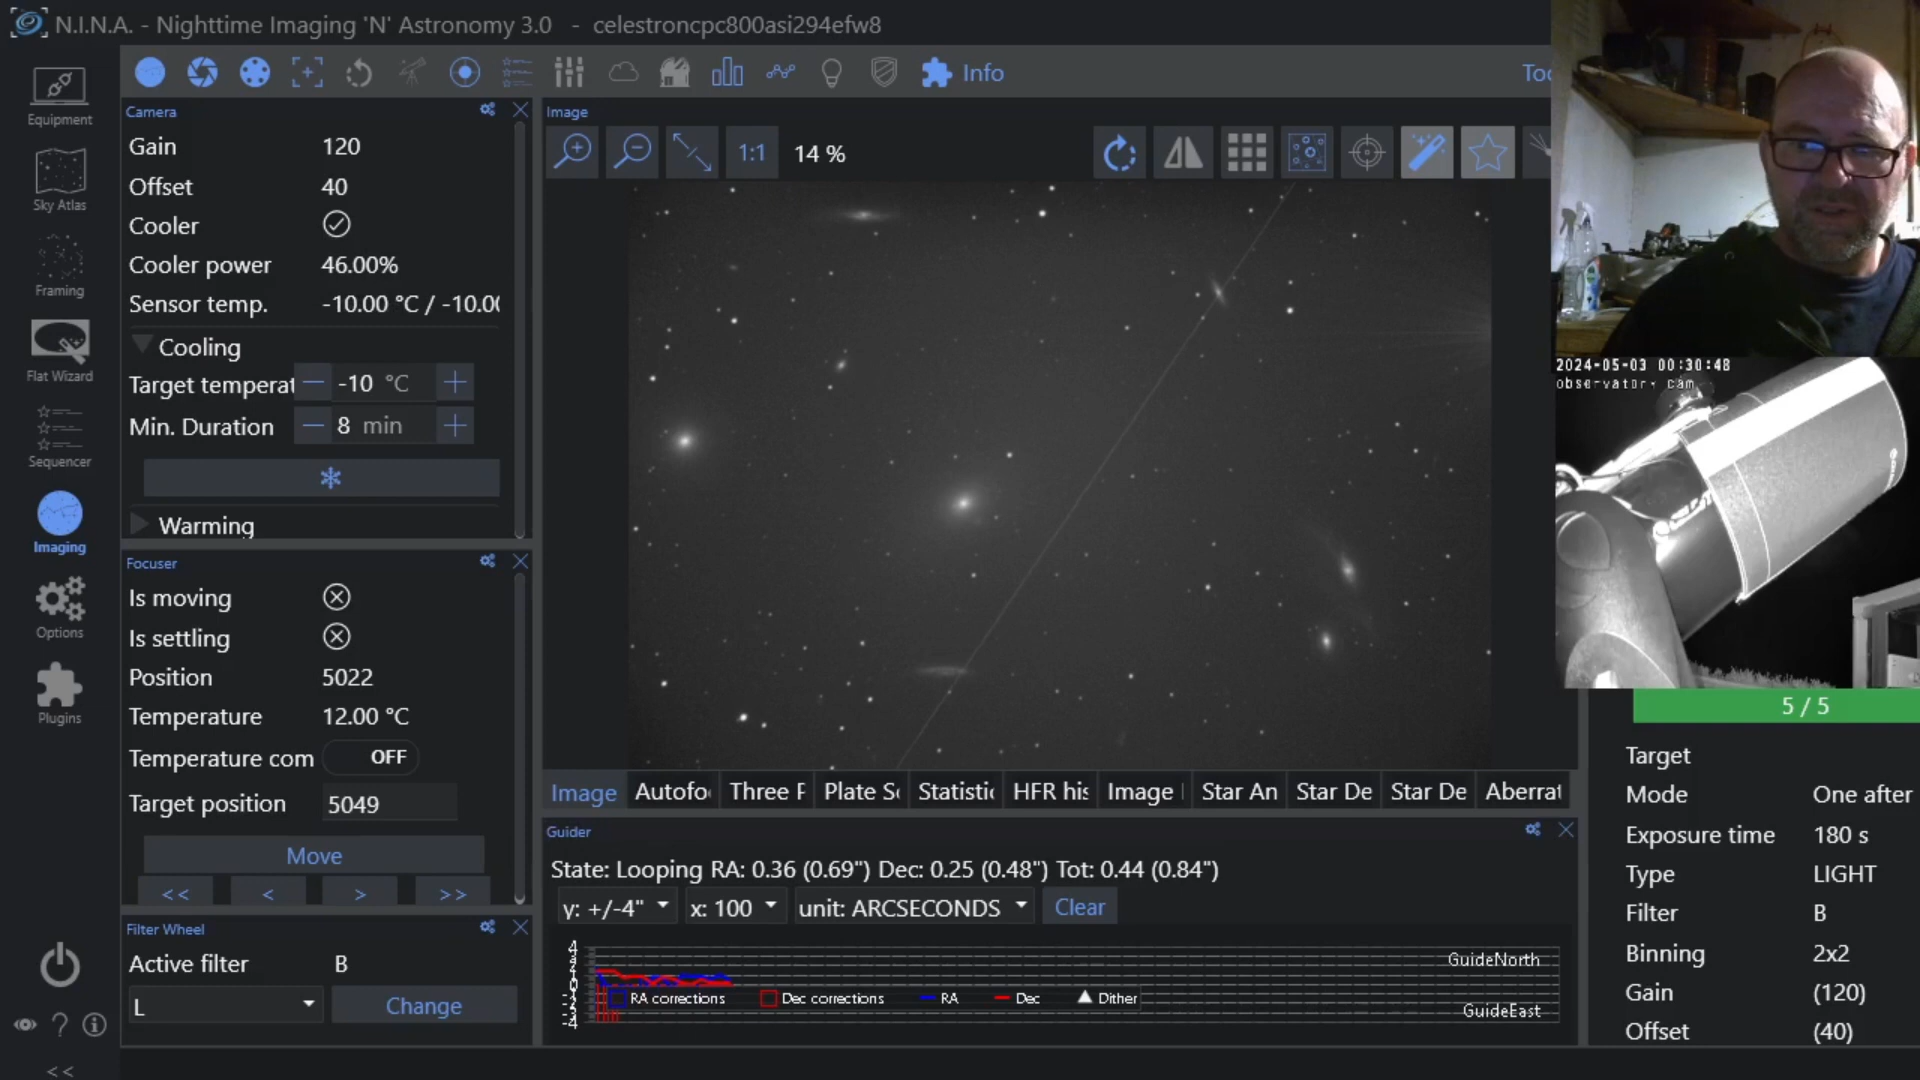 N.I.N.A. - Nighttime Imaging 'N' Astronomy 3.0 - celestroncpc800asi294efw8
Info
Equipment
Sky Atlas
Framing
Flat Wizard
Sequencer
Imaging
Options
Plugins
<<
Camera
Gain 120
Offset 40
Cooler
Cooler power 46.00%
Sensor temp. -10.00 °C / -10.0
Cooling
Target temperat -10 °C
Min. Duration 8 min
Warming
Focuser
Is moving
Is settling
Position 5022
Temperature 12.00 °C
Temperature com OFF
Target position 5049
Move
<< < > >>
Filter Wheel
Active filter B
L Change
Image
1:1 14 %
Image Autofo Three P Plate S Statistic HFR his Image Star An Star De Star De Aberrat
Guider
State: Looping RA: 0.36 (0.69") Dec: 0.25 (0.48") Tot: 0.44 (0.84")
y: +/-4" x: 100 unit: ARCSECONDS Clear
4
GuideNorth
RA corrections Dec corrections RA Dec Dither
GuideEast
-4
2024-05-03 00:30:48
observatory cam
5 / 5
Target
Mode One after
Exposure time 180 s
Type LIGHT
Filter B
Binning 2x2
Gain (120)
Offset (40)